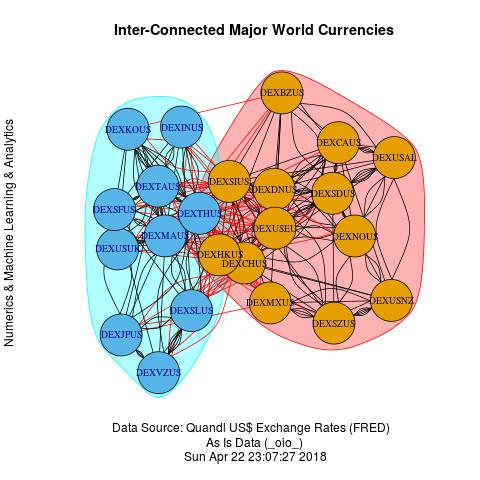 Inter-Connected Major World Currencies
Numerics & Machine Learning & Analytics
DEXBZUS
DEXKOUS
DEXINUS
DEXCAUS
DEXUSAL
DEXTAUS
DEXSIUS
DEXDNUS
DEXSDUS
DEXSFUS
DEXTHUS
DEXUSEU
DEXMAUS
DEXNOUS
DEXUSUK
DEXHKUS
DEXCHUS
DEXMXUS
DEXUSNZ
DEXSLUS
DEXSZUS
DEXJPUS
DEXVZUS
Data Source: Quandl US$ Exchange Rates (FRED)
As Is Data (_oio_)
Sun Apr 22 23:07:27 2018